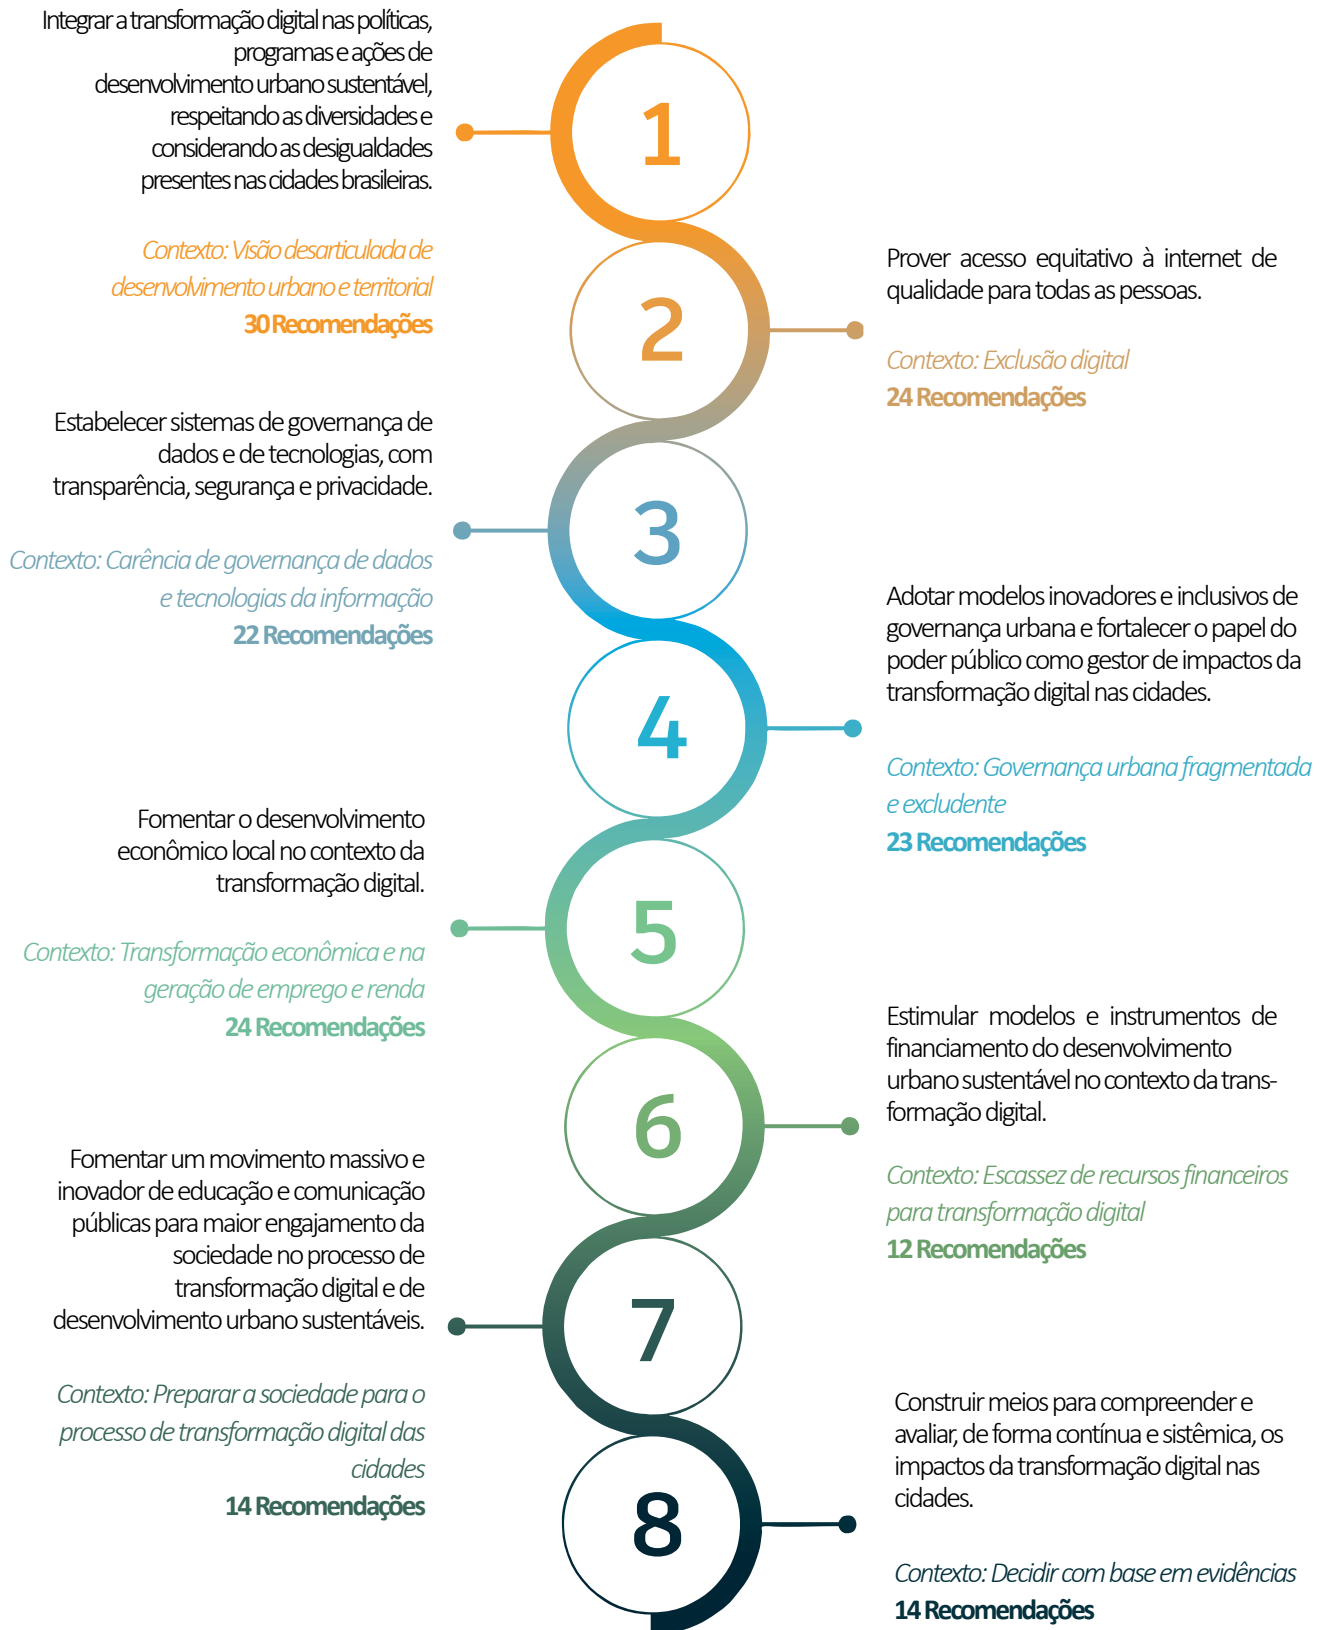 Integrar a transformação digital nas políticas,
programas e ações de
desenvolvimento urbano sustentável,
respeitando as diversidades e
considerando as desigualdades
presentes nas cidades brasileiras.
Contexto: Visão desarticulada de
desenvolvimento urbano e territorial
30 Recomendações
1
2
Prover acesso equitativo à internet de
qualidade para todas as pessoas.
Contexto: Exclusão digital
24 Recomendações
Estabelecer sistemas de governança de
dados e de tecnologias, com
transparência, segurança e privacidade.
Contexto: Carência de governança de dados
e tecnologias da informação
22 Recomendações
3
4
Adotar modelos inovadores e inclusivos de
governança urbana e fortalecer o papel do
poder público como gestor de impactos da
transformação digital nas cidades.
Contexto: Governança urbana fragmentada
e excludente
23 Recomendações
Fomentar o desenvolvimento
econômico local no contexto da
transformação digital.
Contexto: Transformação econômica e na
geração de emprego e renda
24 Recomendações
5
6
Estimular modelos e instrumentos de
financiamento do desenvolvimento
urbano sustentável no contexto da trans-
formação digital.
Contexto: Escassez de recursos financeiros
para transformação digital
12 Recomendações
Fomentar um movimento massivo e
inovador de educação e comunicação
públicas para maior engajamento da
sociedade no processo de
transformação digital e de
desenvolvimento urbano sustentáveis.
Contexto: Preparar a sociedade para o
processo de transformação digital das
cidades
14 Recomendações
7
8
Construir meios para compreender e
avaliar, de forma contínua e sistêmica, os
impactos da transformação digital nas
cidades.
Contexto: Decidir com base em evidências
14 Recomendações